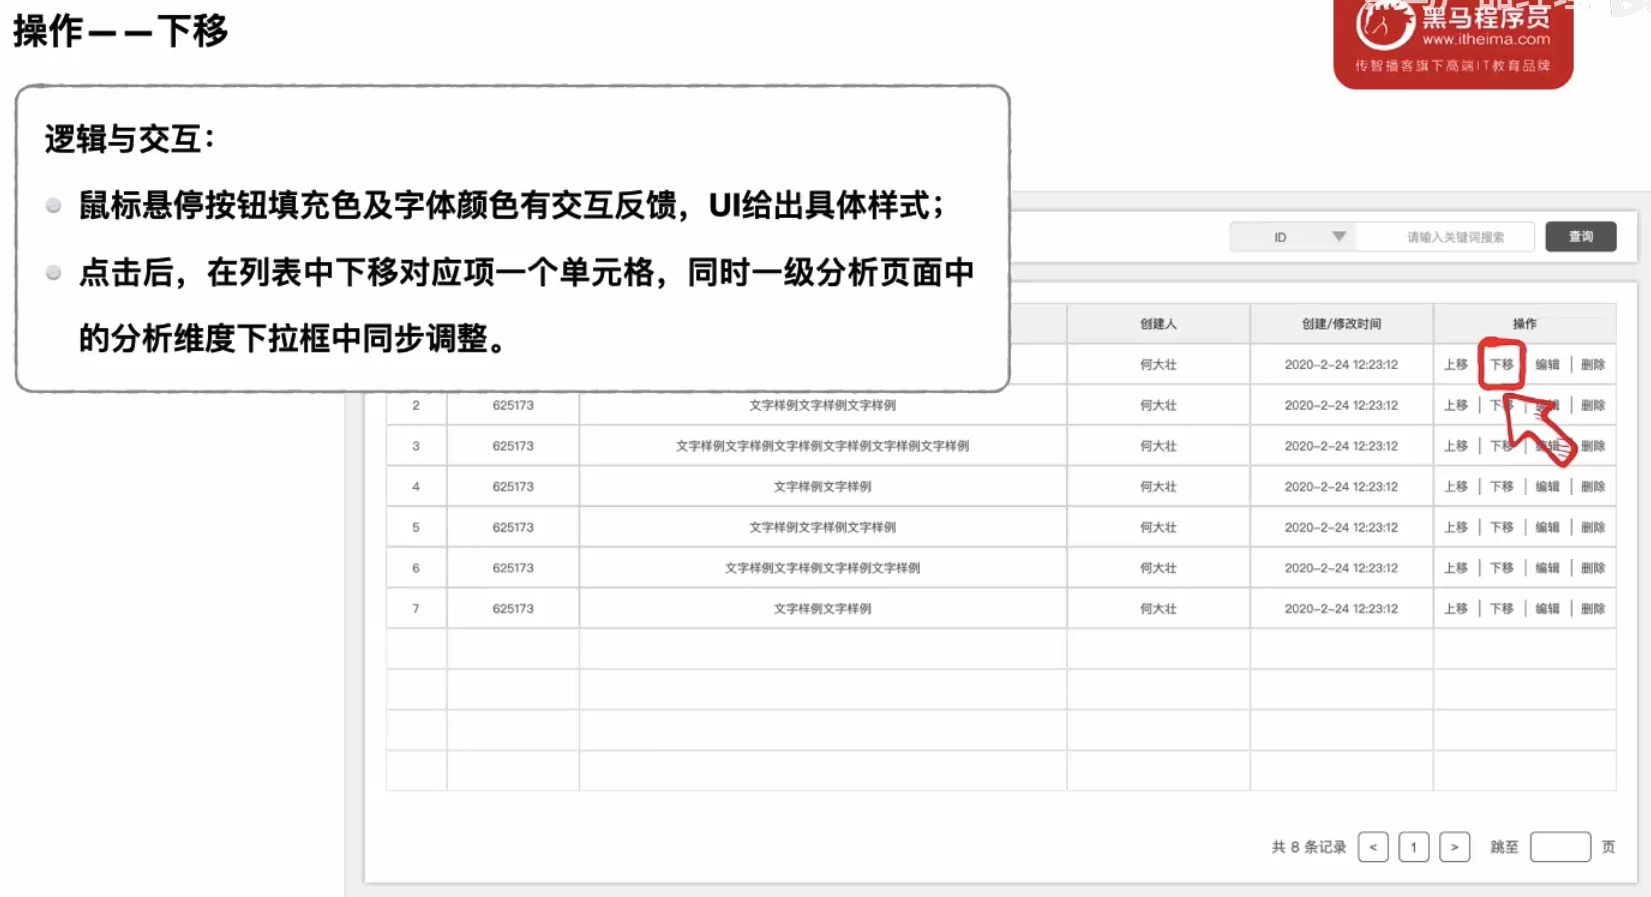 操作——下移
黑马程序员
www.itheima.com
传智播客旗下高端IT教育品牌
逻辑与交互：
鼠标悬停按钮填充色及字体颜色有交互反馈，UI给出具体样式；
点击后，在列表中下移对应项一个单元格，同时一级分析页面中
的分析维度下拉框中同步调整。
ID 请输入关键词搜索 查询
创建人 创建/修改时间 操作
何大壮 2020-2-24 12:23:12 上移 下移 编辑 | 删除
2 625173 文字样例文字样例文字样例 何大壮 2020-2-24 12:23:12 上移 | 下移 | 编辑 | 删除
3 625173 文字样例文字样例文字样例文字样例文字样例文字样例 何大壮 2020-2-24 12:23:12 上移 | 下移 | 编辑 | 删除
4 625173 文字样例文字样例 何大壮 2020-2-24 12:23:12 上移 | 下移 | 编辑 | 删除
5 625173 文字样例文字样例文字样例 何大壮 2020-2-24 12:23:12 上移 | 下移 | 编辑 | 删除
6 625173 文字样例文字样例文字样例文字样例 何大壮 2020-2-24 12:23:12 上移 | 下移 | 编辑 | 删除
7 625173 文字样例文字样例 何大壮 2020-2-24 12:23:12 上移 | 下移 | 编辑 | 删除
共 8 条记录 < 1 > 跳至 页